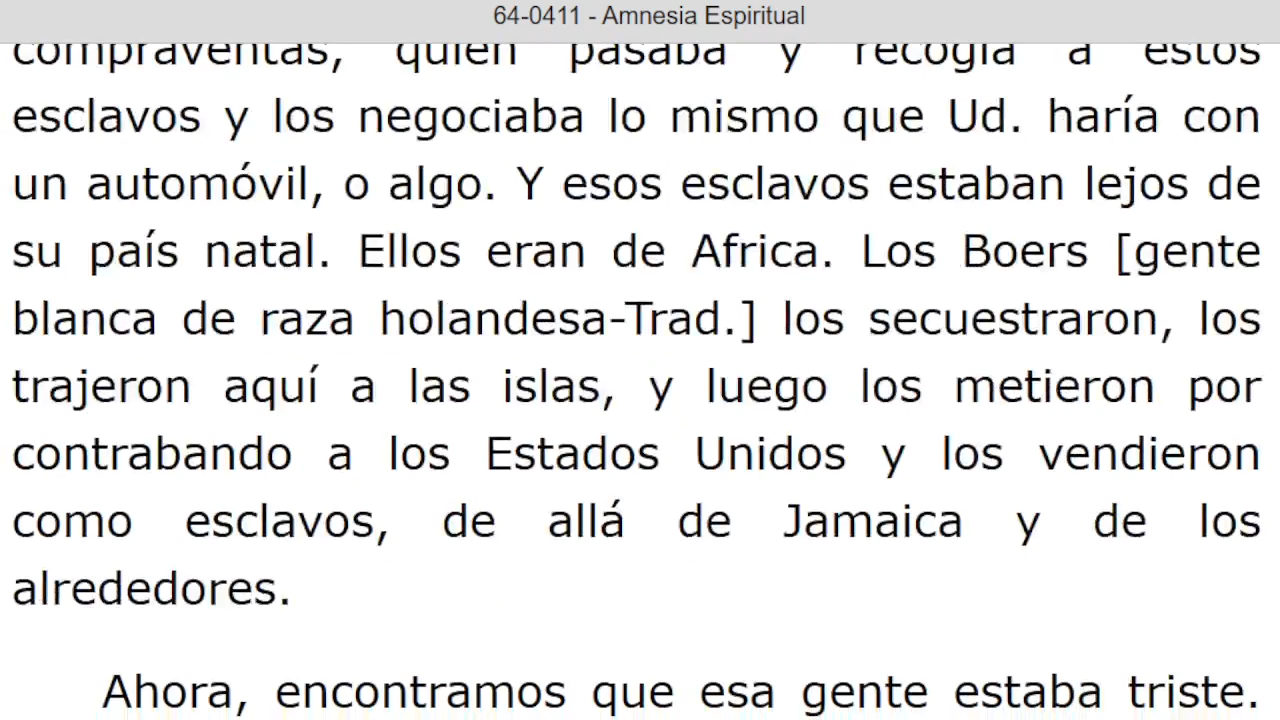 64-0411 - Amnesia Espiritual
compraventas, quien pasaba y recogía a estos
esclavos y los negociaba lo mismo que Ud. haría con
un automóvil, o algo. Y esos esclavos estaban lejos de
su país natal. Ellos eran de Africa. Los Boers [gente
blanca de raza holandesa-Trad.] los secuestraron, los
trajeron aquí a las islas, y luego los metieron por
contrabando a los Estados Unidos y los vendieron
como esclavos, de allá de Jamaica y de los
alrededores.
Ahora, encontramos que esa gente estaba triste.